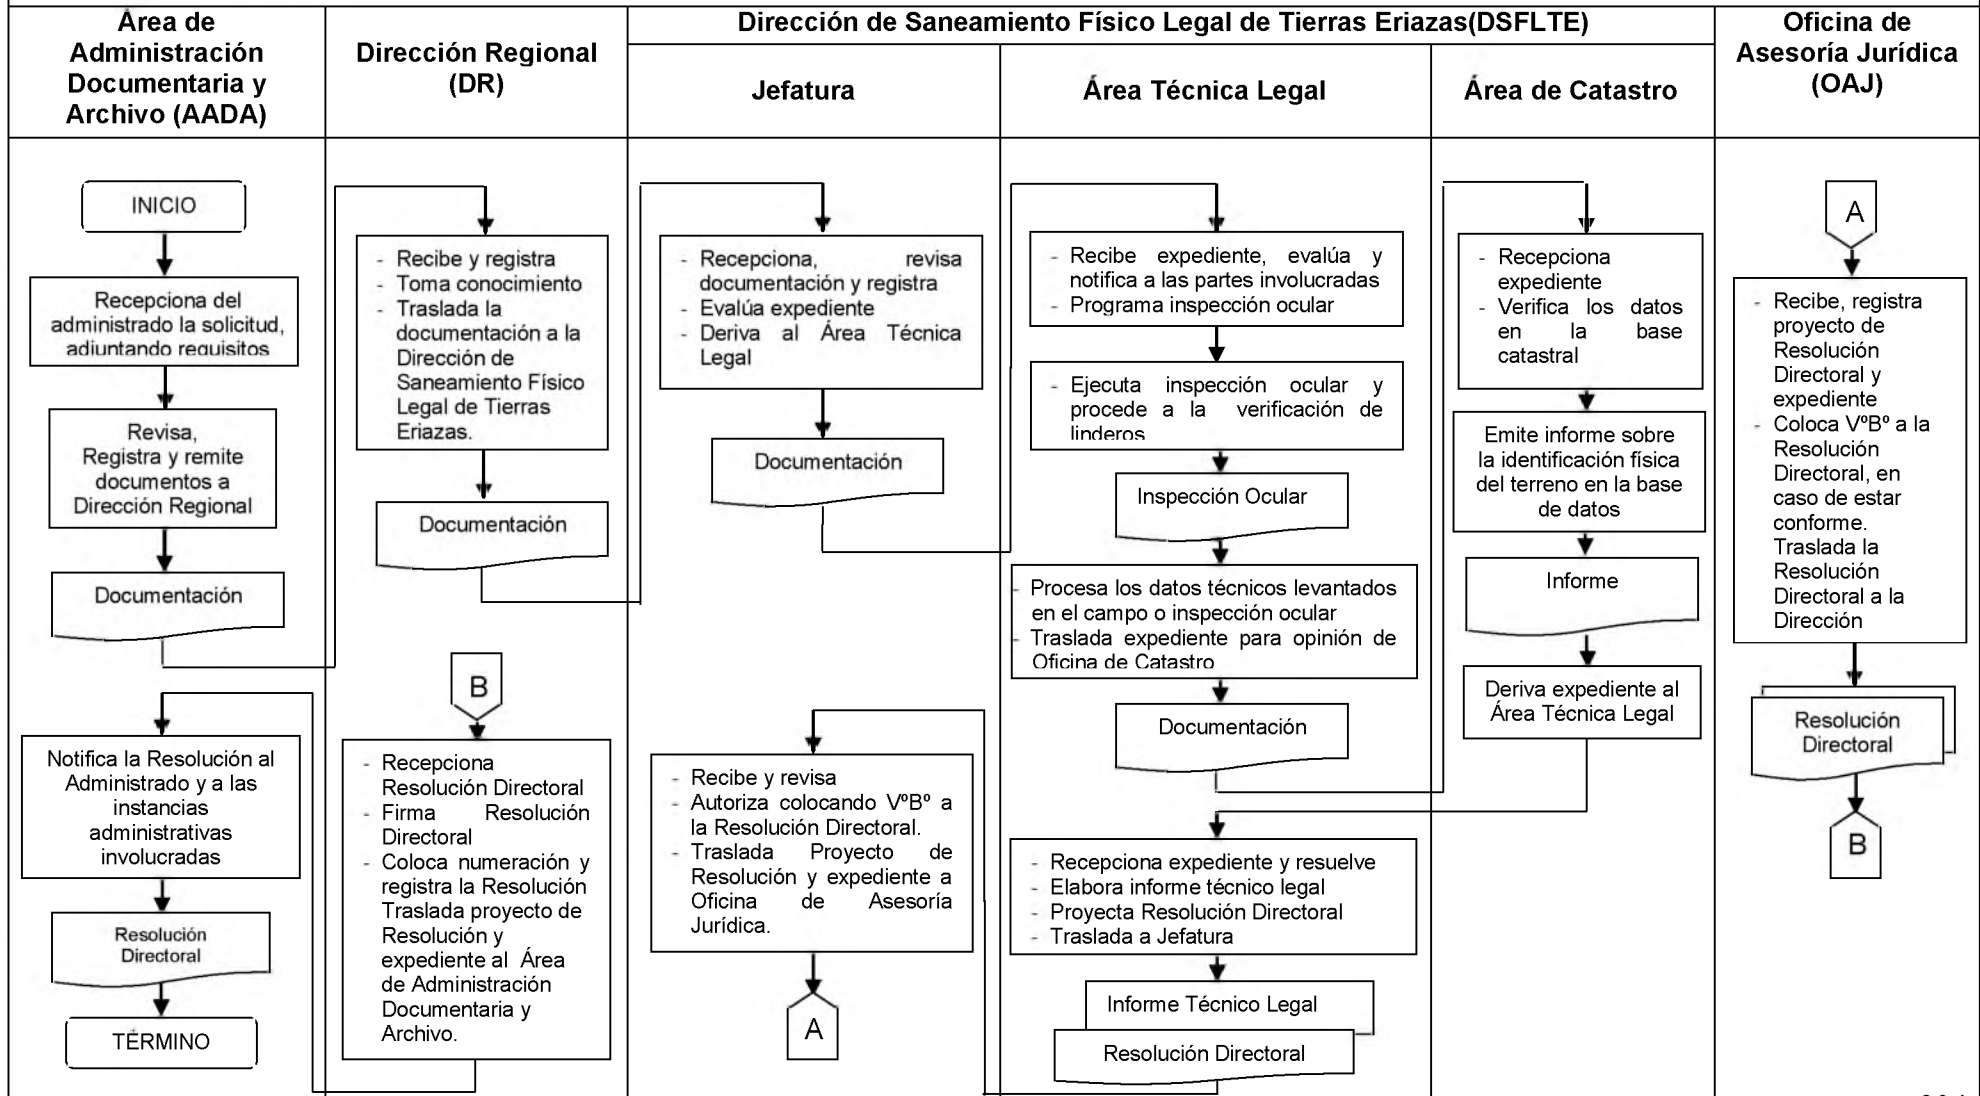 Área de
Administración
Documentaria y
Archivo (AADA)
Dirección Regional
(DR)
Dirección de Saneamiento Físico Legal de Tierras Eriazas(DSFLTE)
Jefatura
Área Técnica Legal
Área de Catastro
Oficina de
Asesoría Jurídica
(OAJ)
INICIO
Recepciona del
administrado la solicitud,
adjuntando requisitos
Revisa,
Registra y remite
documentos a
Dirección Regional
Documentación
Notifica la Resolución al
Administrado y a las
instancias
administrativas
involucradas
Resolución
Directoral
TÉRMINO
- Recibe y registra
- Toma conocimiento
- Traslada la
documentación a la
Dirección de
Saneamiento Físico
Legal de Tierras
Eriazas.
Documentación
B
- Recepciona
Resolución Directoral
- Firma Resolución
Directoral
- Coloca numeración y
registra la Resolución
Traslada proyecto de
Resolución y
expediente al Área
de Administración
Documentaria y
Archivo.
- Recepciona, revisa
documentación y registra
- Evalúa expediente
- Deriva al Área Técnica
Legal
Documentación
- Recibe y revisa
- Autoriza colocando VºBº a
la Resolución Directoral.
- Traslada Proyecto de
Resolución y expediente a
Oficina de Asesoría
Jurídica.
A
- Recibe expediente, evalúa y
notifica a las partes involucradas
- Programa inspección ocular
- Ejecuta inspección ocular y
procede a la verificación de
linderos
Inspección Ocular
- Procesa los datos técnicos levantados
en el campo o inspección ocular
- Traslada expediente para opinión de
Oficina de Catastro
Documentación
- Recepciona expediente y resuelve
- Elabora informe técnico legal
- Proyecta Resolución Directoral
- Traslada a Jefatura
Informe Técnico Legal
Resolución Directoral
- Recepciona
expediente
- Verifica los datos
en la base
catastral
Emite informe sobre
la identificación física
del terreno en la base
de datos
Informe
Deriva expediente al
Área Técnica Legal
A
- Recibe, registra
proyecto de
Resolución
Directoral y
expediente
- Coloca VºBº a la
Resolución
Directoral, en
caso de estar
conforme.
Traslada la
Resolución
Directoral a la
Dirección
Resolución
Directoral
B